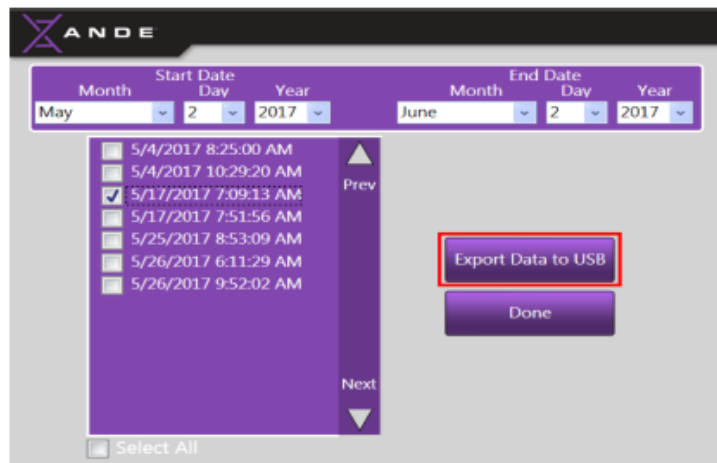 ANDE
Start Date
End Date
Month Day Year
Month Day Year
May 2 2017
June 2 2017
5/4/2017 8:25:00 AM
5/4/2017 10:29:20 AM
Prev
5/17/2017 7:09:13 AM
5/17/2017 7:51:56 AM
5/25/2017 8:53:09 AM
5/26/2017 6:11:29 AM
5/26/2017 9:52:02 AM
Export Data to USB
Done
Next
Select All